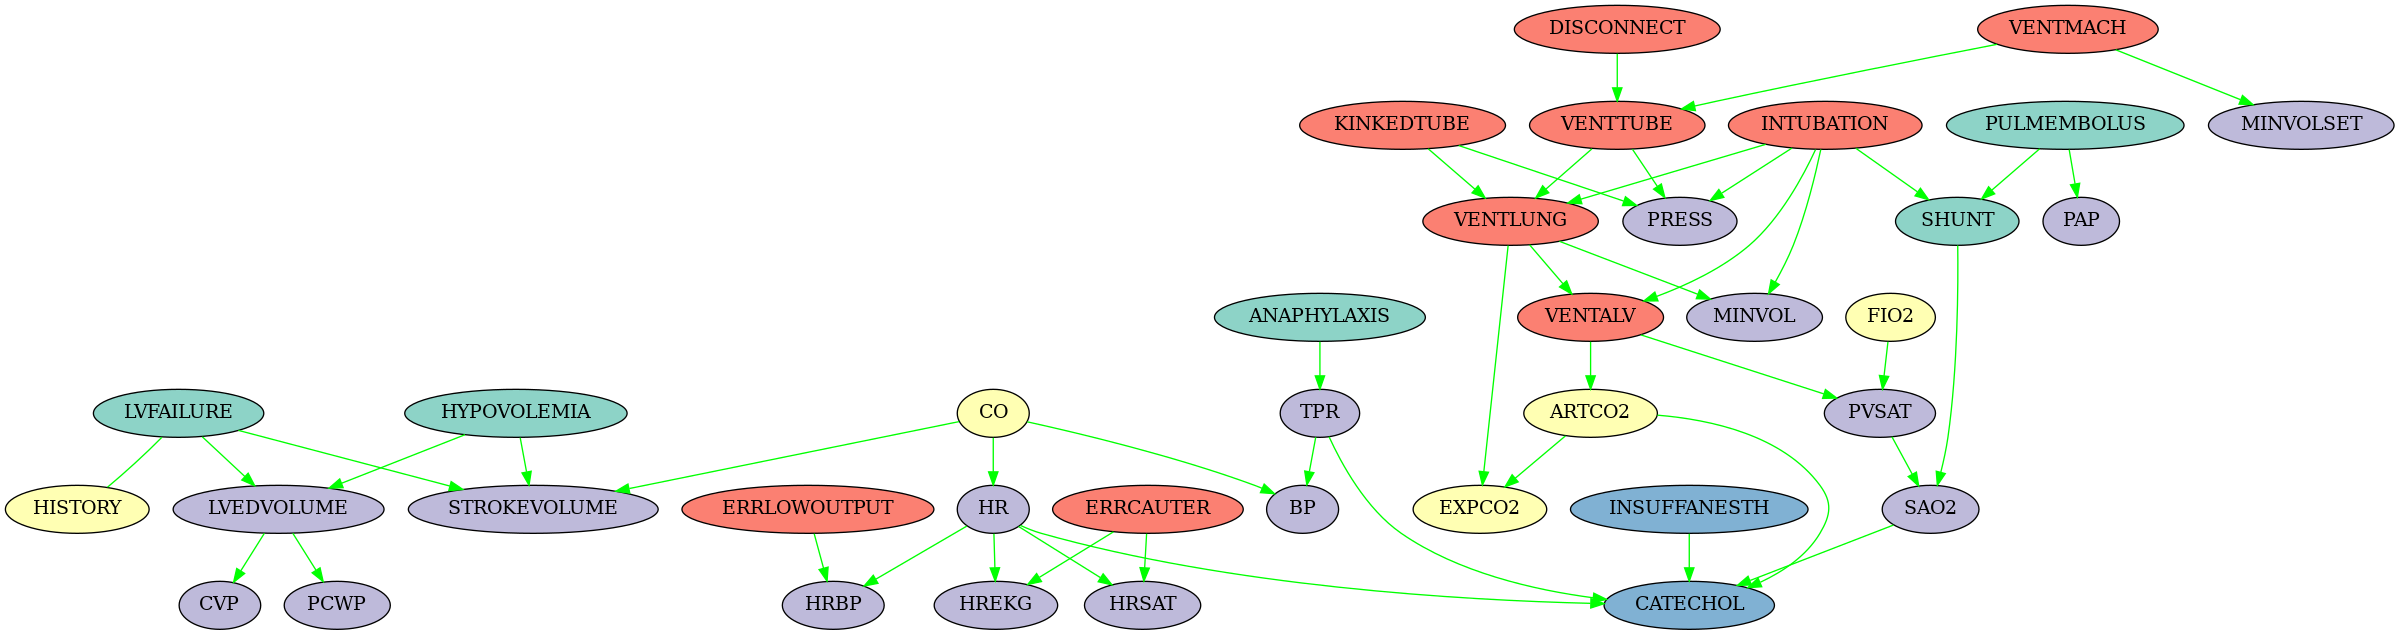 DISCONNECT
VENTMACH
KINKEDTUBE
VENTTUBE
INTUBATION
PULMEMBOLUS
MINVOLSET
VENTLUNG
PRESS
SHUNT
PAP
ANAPHYLAXIS
VENTALV
MINVOL
FIO2
LVFAILURE
HYPOVOLEMIA
CO
TPR
ARTCO2
PVSAT
HISTORY
LVEDVOLUME
STROKEVOLUME
ERRLOWOUTPUT
HR
ERRCAUTER
BP
EXPCO2
INSUFFANESTH
SAO2
CVP
PCWP
HRBP
HREKG
HRSAT
CATECHOL